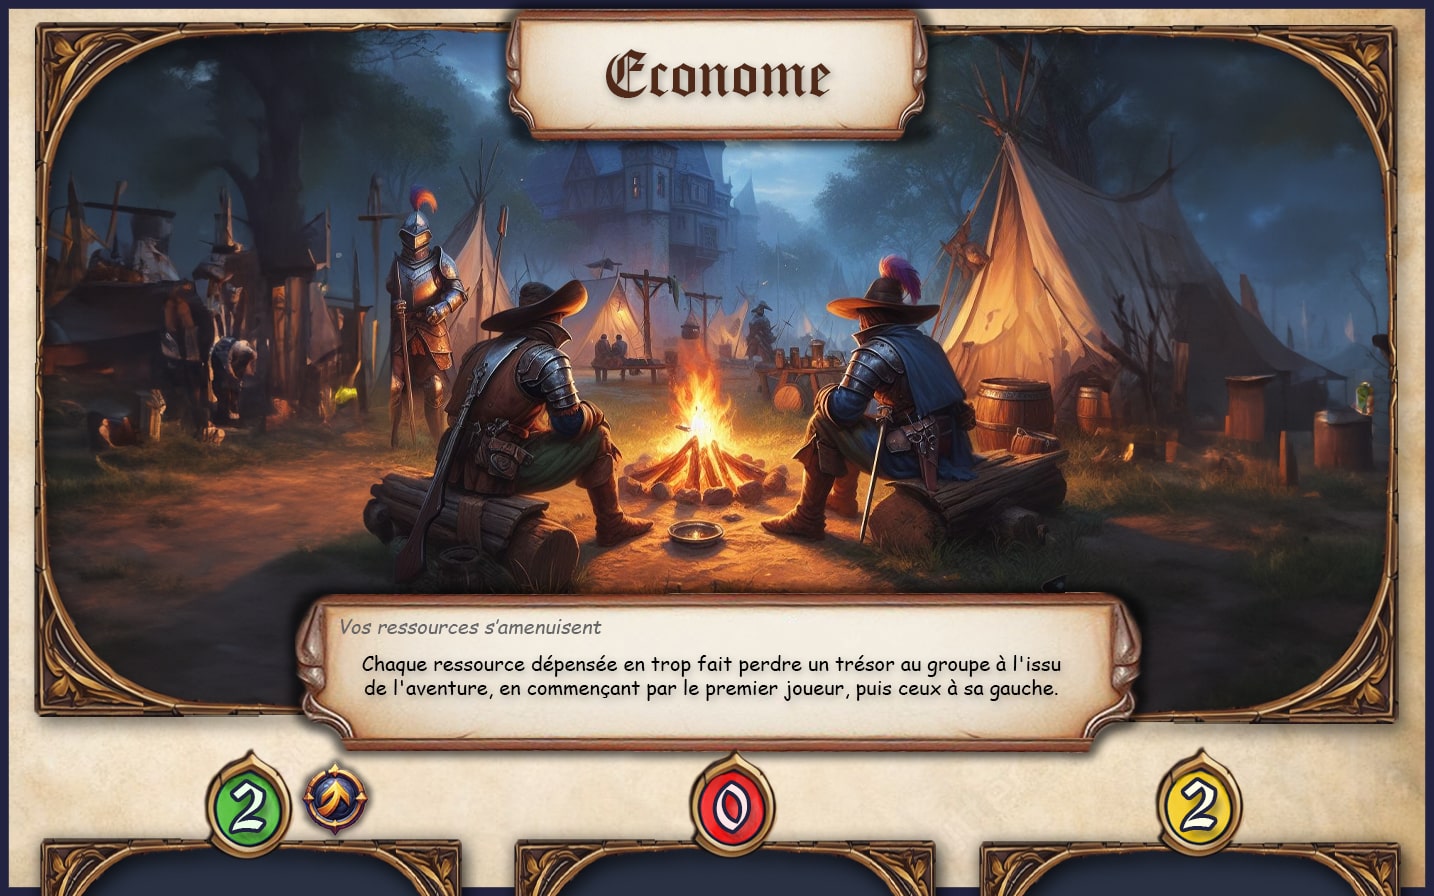 Econome
Vos ressources s'amenuisent
Chaque ressource dépensée en trop fait perdre un trésor au groupe à l'issu
de l'aventure, en commençant par le premier joueur, puis ceux à sa gauche.
2 0 2